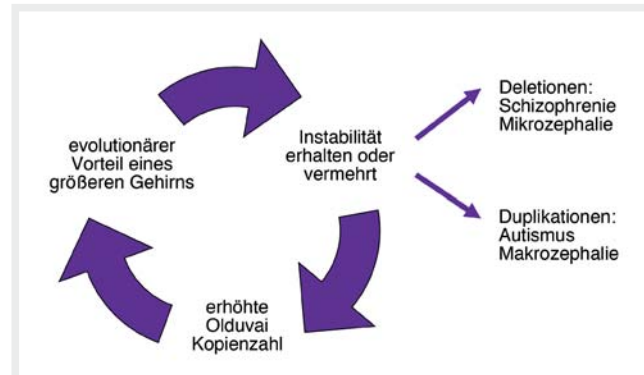 evolutionärer
Vorteil eines
größeren Gehirns
Instabilität
erhalten oder
vermehrt
erhöhte
Olduvai
Kopienzahl
Deletionen:
Schizophrenie
Mikrozephalie
Duplikationen:
Autismus
Makrozephalie